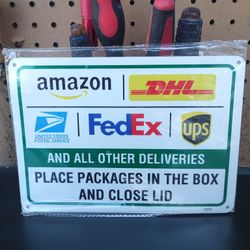 amazon DHL
UNITED STATES
POSTAL SERVICE
FedEx ups
AND ALL OTHER DELIVERIES
PLACE PACKAGES IN THE BOX
AND CLOSE LID